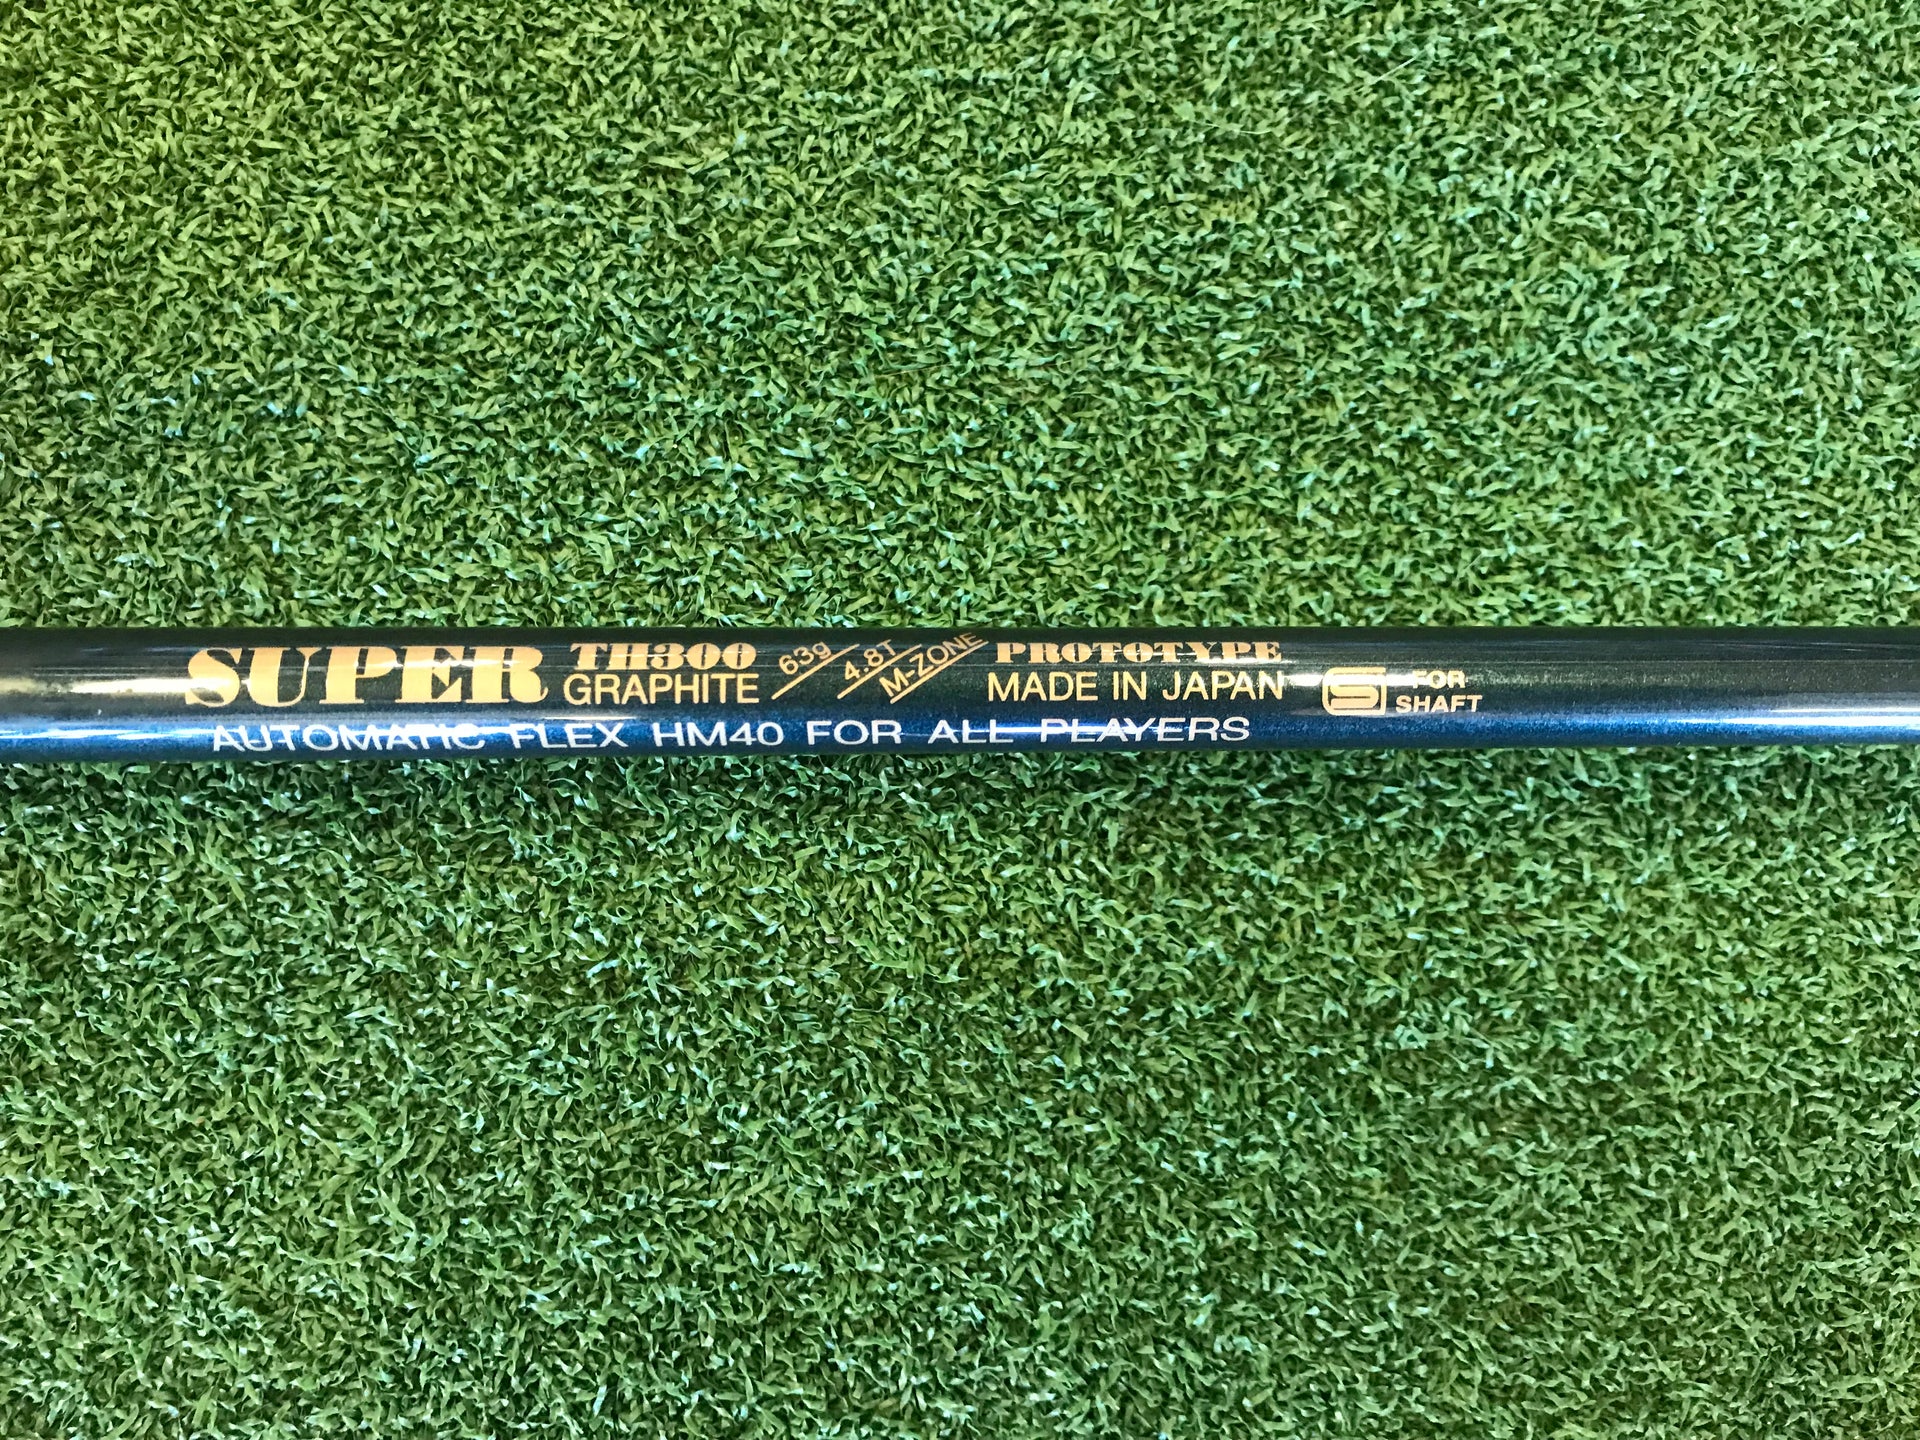 SUPER TH300 GRAPHITE 63g 4.8T M-ZONE PROTOTYPE MADE IN JAPAN S FOR SHAFT
AUTOMATIC FLEX HM40 FOR ALL PLAYERS